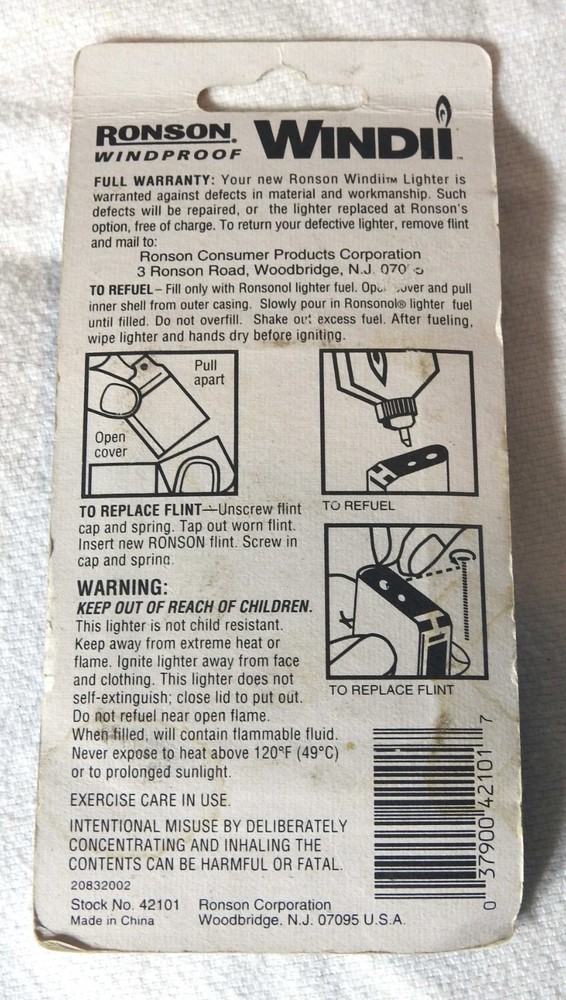 RONSON® WINDII™
WINDPROOF
FULL WARRANTY: Your new Ronson Windii™ Lighter is
warranted against defects in material and workmanship. Such
defects will be repaired, or the lighter replaced at Ronson's
option, free of charge. To return your defective lighter, remove flint
and mail to:
Ronson Consumer Products Corporation
3 Ronson Road, Woodbridge, N.J.
TO REFUEL – Fill only with Ronsonol lighter fuel. cover and pull
inner shell from outer casing. Slowly pour in Ronsonol® lighter fuel
until filled. Do not overfill. Shake out excess fuel. After fueling,
wipe lighter and hands dry before igniting.
Pull
apart
Open
cover
TO REFUEL
TO REPLACE FLINT—Unscrew flint
cap and spring. Tap out worn flint.
Insert new RONSON flint. Screw in
cap and spring
TO REPLACE FLINT
WARNING:
KEEP OUT OF REACH OF CHILDREN.
This lighter is not child resistant.
Keep away from extreme heat or
flame. Ignite lighter away from face
and clothing. This lighter does not
self-extinguish; close lid to put out.
Do not refuel near open flame.
When filled, will contain flammable fluid.
Never expose to heat above 120°F (49°C)
or to prolonged sunlight.
EXERCISE CARE IN USE.
INTENTIONAL MISUSE BY DELIBERATELY
CONCENTRATING AND INHALING THE
CONTENTS CAN BE HARMFUL OR FATAL.
20832002
Stock No. 42101 Ronson Corporation
Made in China Woodbridge, N.J. 07095 U.S.A.
0 37900 42101 7